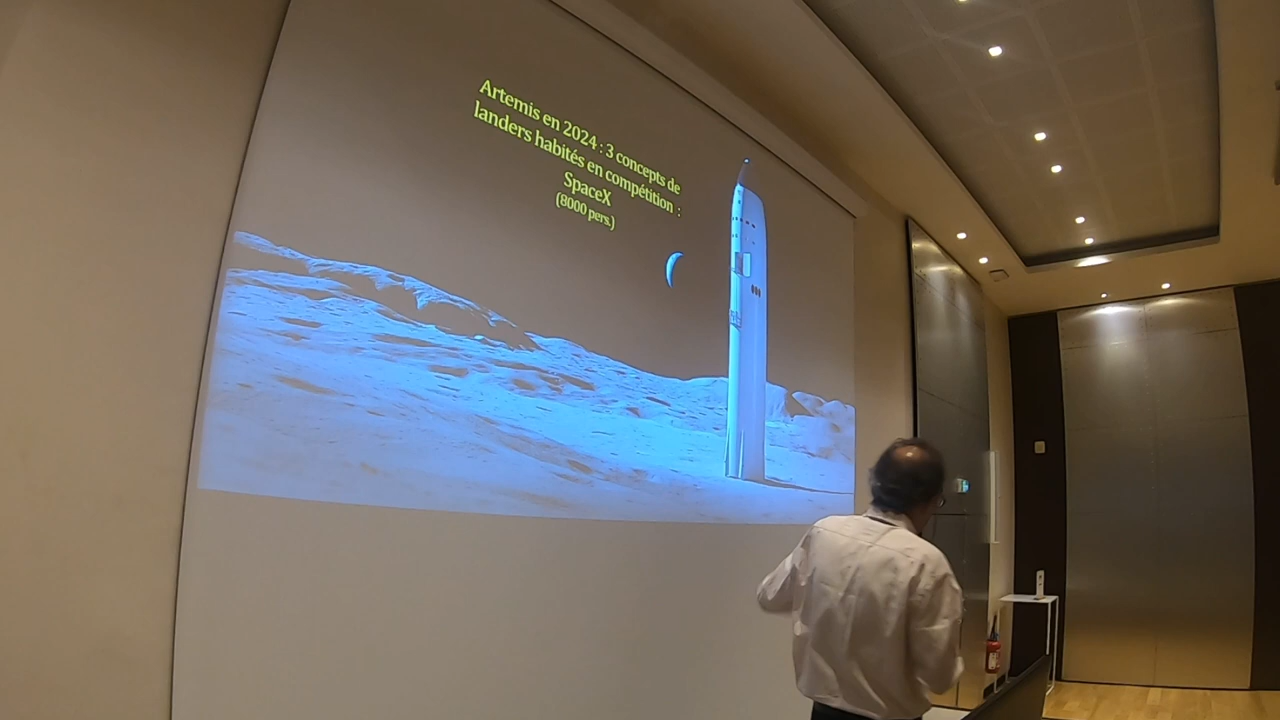 Artemis en 2024 : 3 concepts de
landers habités en compétition :
SpaceX
(8000 pers.)